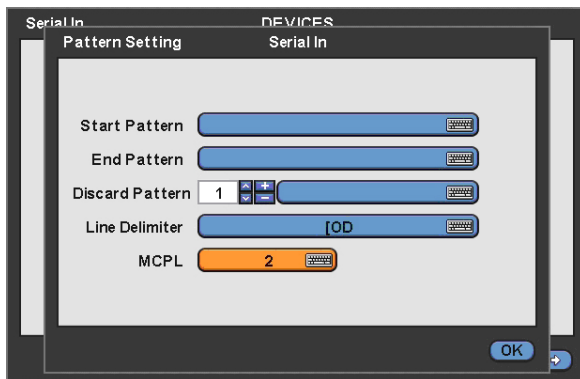 Serial In DEVICES
Pattern Setting Serial In
Start Pattern
End Pattern
Discard Pattern 1
Line Delimiter [OD
MCPL 2
OK